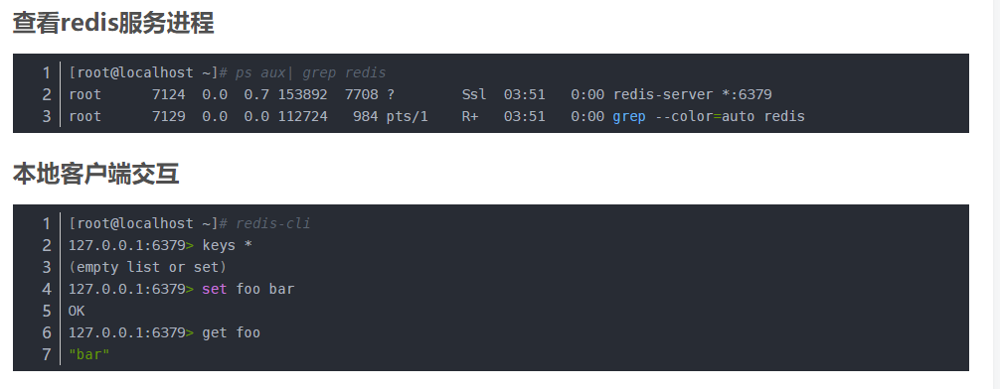 查看redis服务进程
1 [root@localhost ~]# ps aux| grep redis
2 root      7124  0.0  0.7 153892  7708 ?        Ssl  03:51   0:00 redis-server *:6379
3 root      7129  0.0  0.0 112724   984 pts/1    R+   03:51   0:00 grep --color=auto redis
本地客户端交互
1 [root@localhost ~]# redis-cli
2 127.0.0.1:6379> keys *
3 (empty list or set)
4 127.0.0.1:6379> set foo bar
5 OK
6 127.0.0.1:6379> get foo
7 "bar"